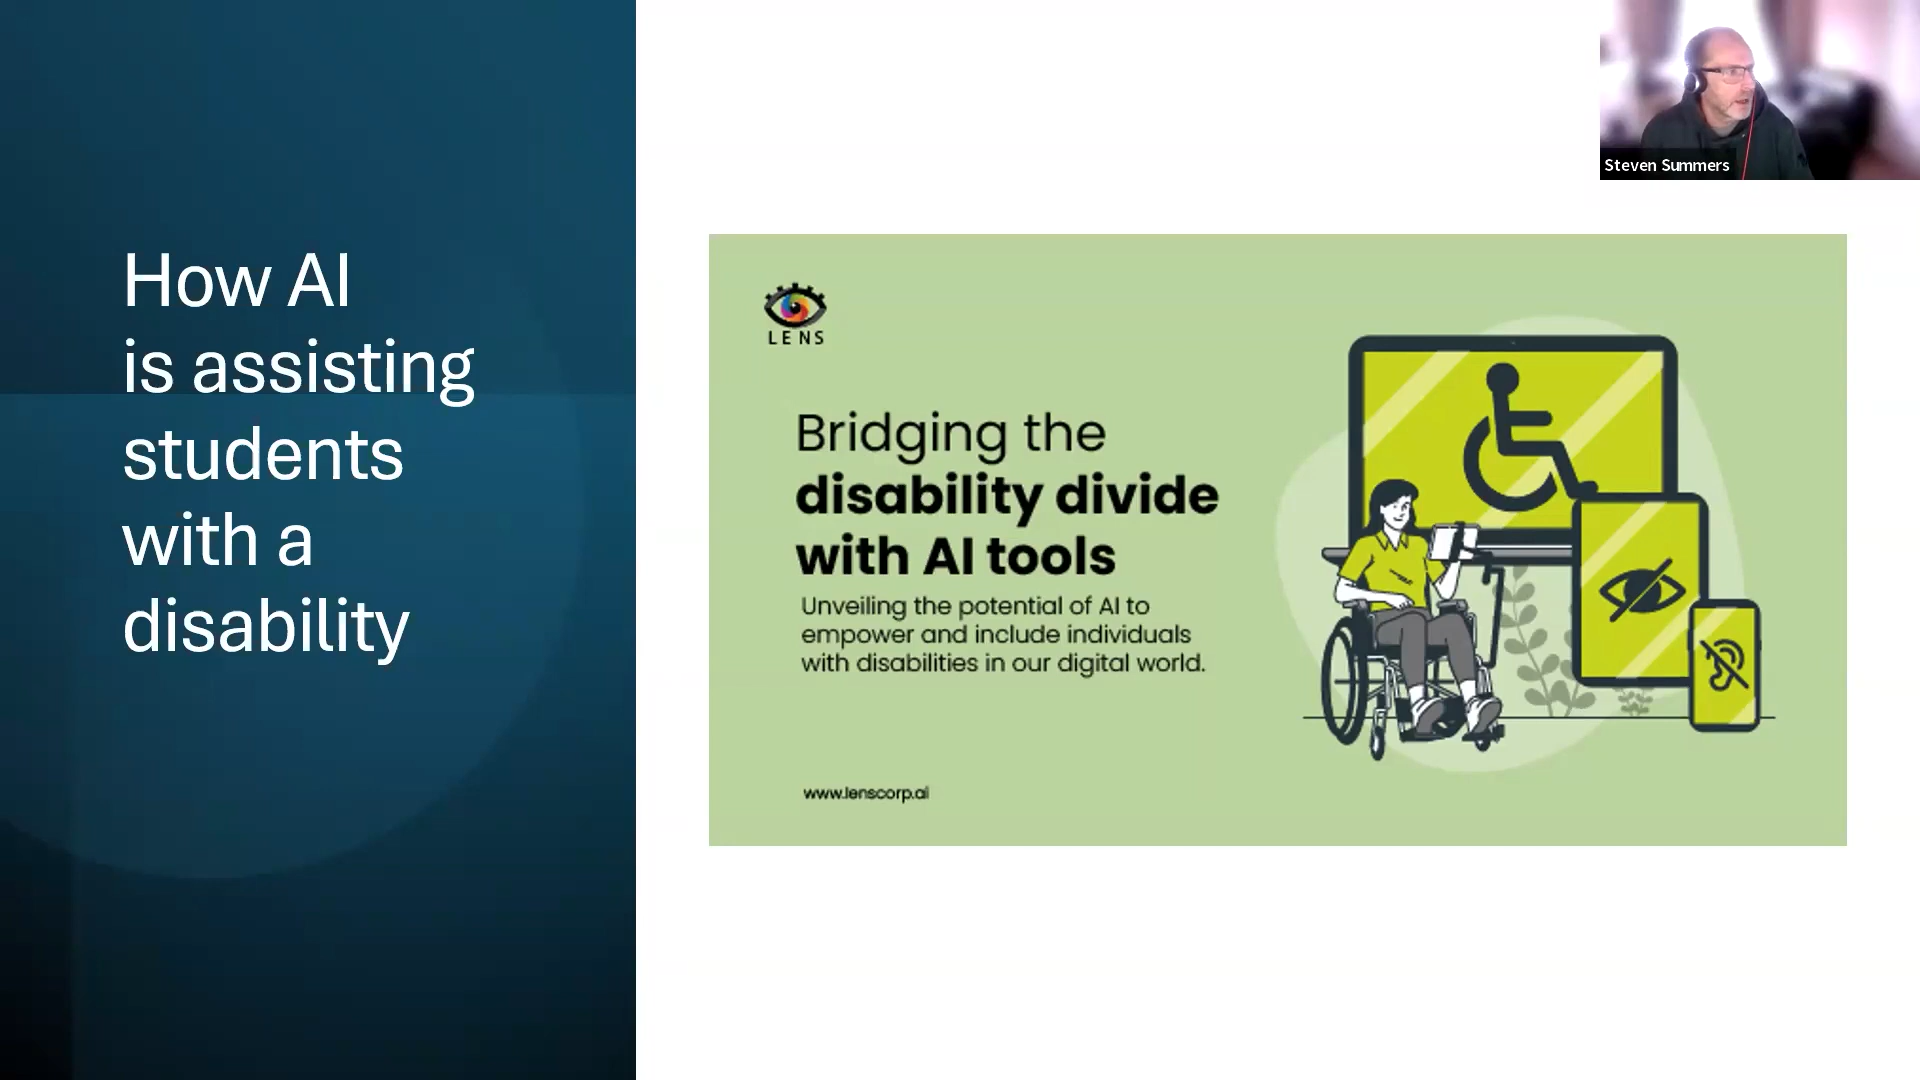 How AI
is assisting
students
with a
disability
Steven Summers
LENS
Bridging the
disability divide
with AI tools
Unveiling the potential of AI to
empower and include individuals
with disabilities in our digital world.
www.lenscorp.ai